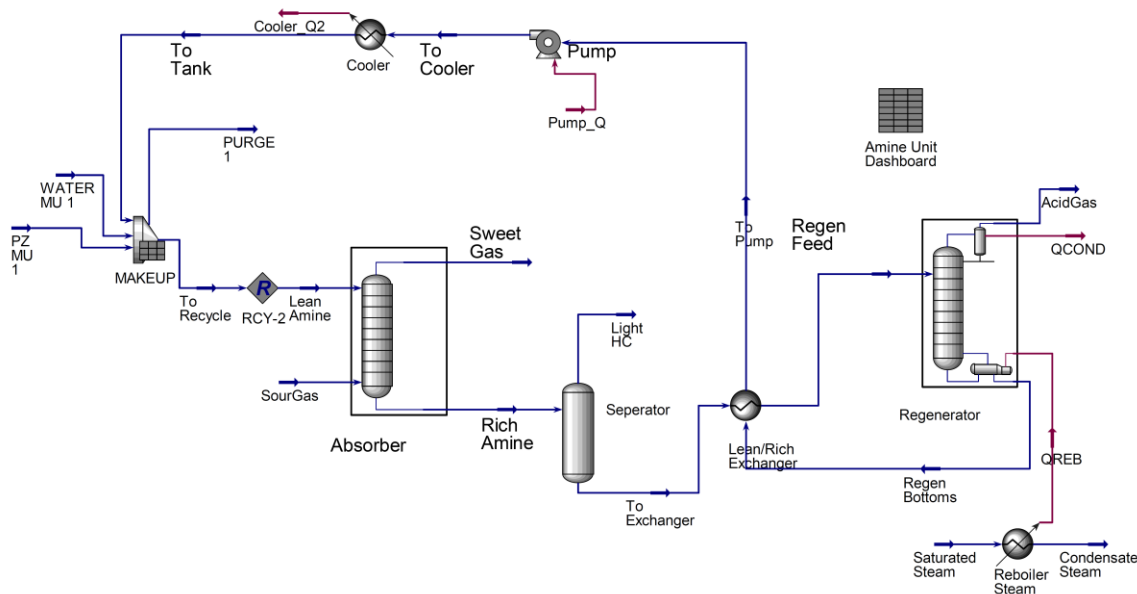 Cooler_Q2
To
Tank
Cooler
To
Cooler
Pump
Pump_Q
Amine Unit
Dashboard
PURGE
1
WATER
MU 1
PZ
MU
1
MAKEUP
To
Recycle
R
RCY-2
Lean
Amine
Sweet
Gas
SourGas
Absorber
Rich
Amine
Light
HC
Seperator
To
Exchanger
To
Pump
Regen
Feed
Lean/Rich
Exchanger
AcidGas
QCOND
Regenerator
Regen
Bottoms
QREB
Saturated
Steam
Reboiler
Steam
Condensate
Steam